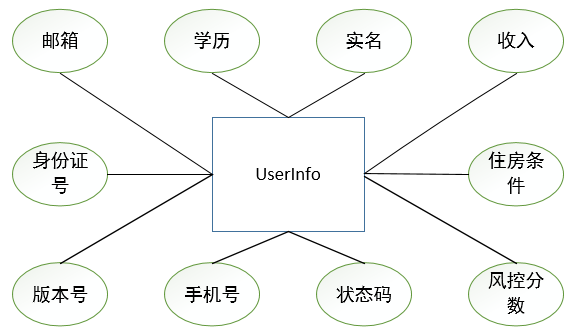 邮箱
学历
实名
收入
身份证
号
UserInfo
住房条
件
版本号
手机号
状态码
风控分
数